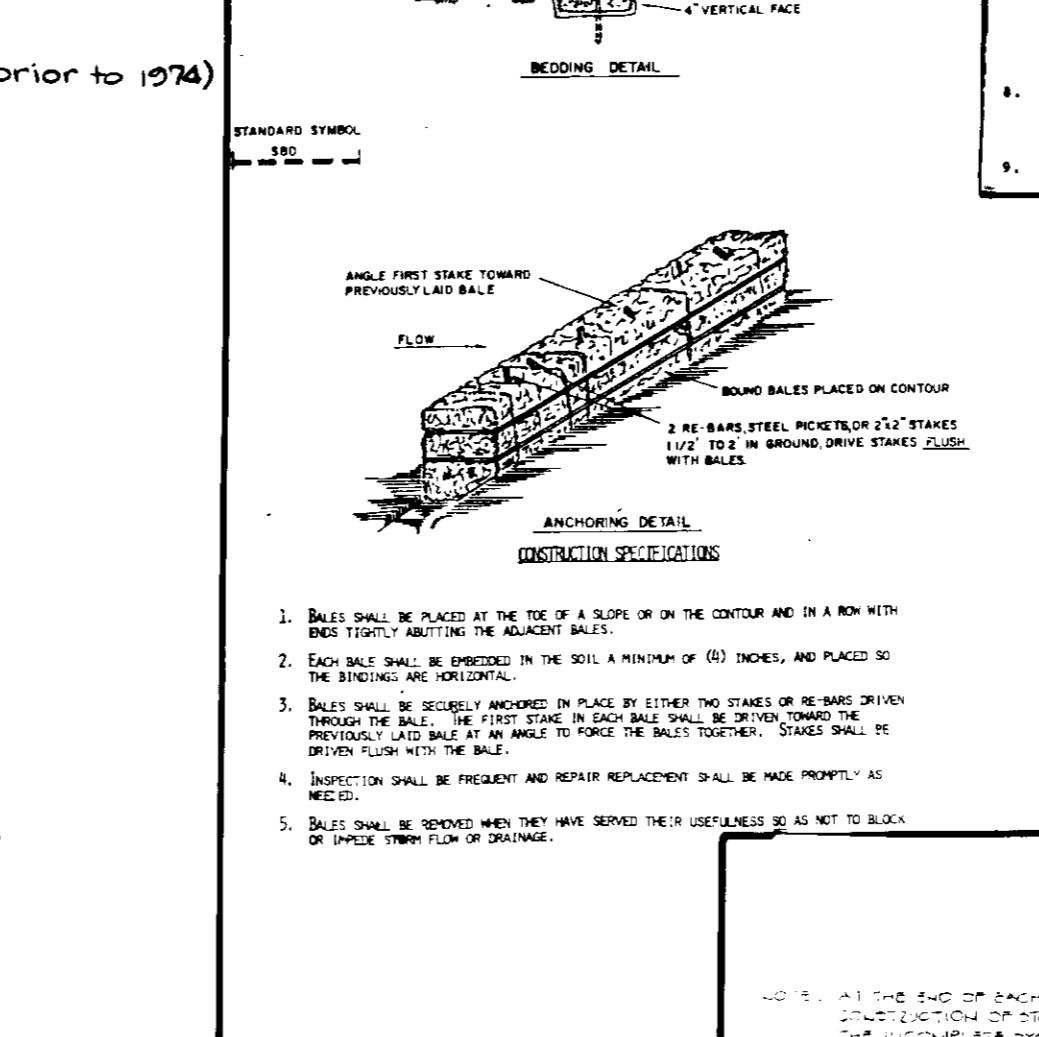 4" VERTICAL FACE
BEDDING DETAIL
prior to 1974)
STANDARD SYMBOL
SBD
8.
9.
ANGLE FIRST STAKE TOWARD
PREVIOUSLY LAID BALE
FLOW
BOUND BALES PLACED ON CONTOUR
2 RE-BARS, STEEL PICKETS, OR 2"x2" STAKES
1 1/2' TO 2' IN GROUND, DRIVE STAKES FLUSH
WITH BALES.
ANCHORING DETAIL
CONSTRUCTION SPECIFICATIONS
1. BALES SHALL BE PLACED AT THE TOE OF A SLOPE OR ON THE CONTOUR AND IN A ROW WITH
ENDS TIGHTLY ABUTTING THE ADJACENT BALES.
2. EACH BALE SHALL BE EMBEDDED IN THE SOIL A MINIMUM OF (4) INCHES, AND PLACED SO
THE BINDINGS ARE HORIZONTAL.
3. BALES SHALL BE SECURELY ANCHORED IN PLACE BY EITHER TWO STAKES OR RE-BARS DRIVEN
THROUGH THE BALE. THE FIRST STAKE IN EACH BALE SHALL BE DRIVEN TOWARD THE
PREVIOUSLY LAID BALE AT AN ANGLE TO FORCE THE BALES TOGETHER. STAKES SHALL BE
DRIVEN FLUSH WITH THE BALE.
4. INSPECTION SHALL BE FREQUENT AND REPAIR REPLACEMENT SHALL BE MADE PROMPTLY AS
NEEDED.
5. BALES SHALL BE REMOVED WHEN THEY HAVE SERVED THEIR USEFULNESS SO AS NOT TO BLOCK
OR IMPEDE STORM FLOW OR DRAINAGE.
NOTE: AT THE END OF EACH
CONSTRUCTION OF
THE INCOMPLETE